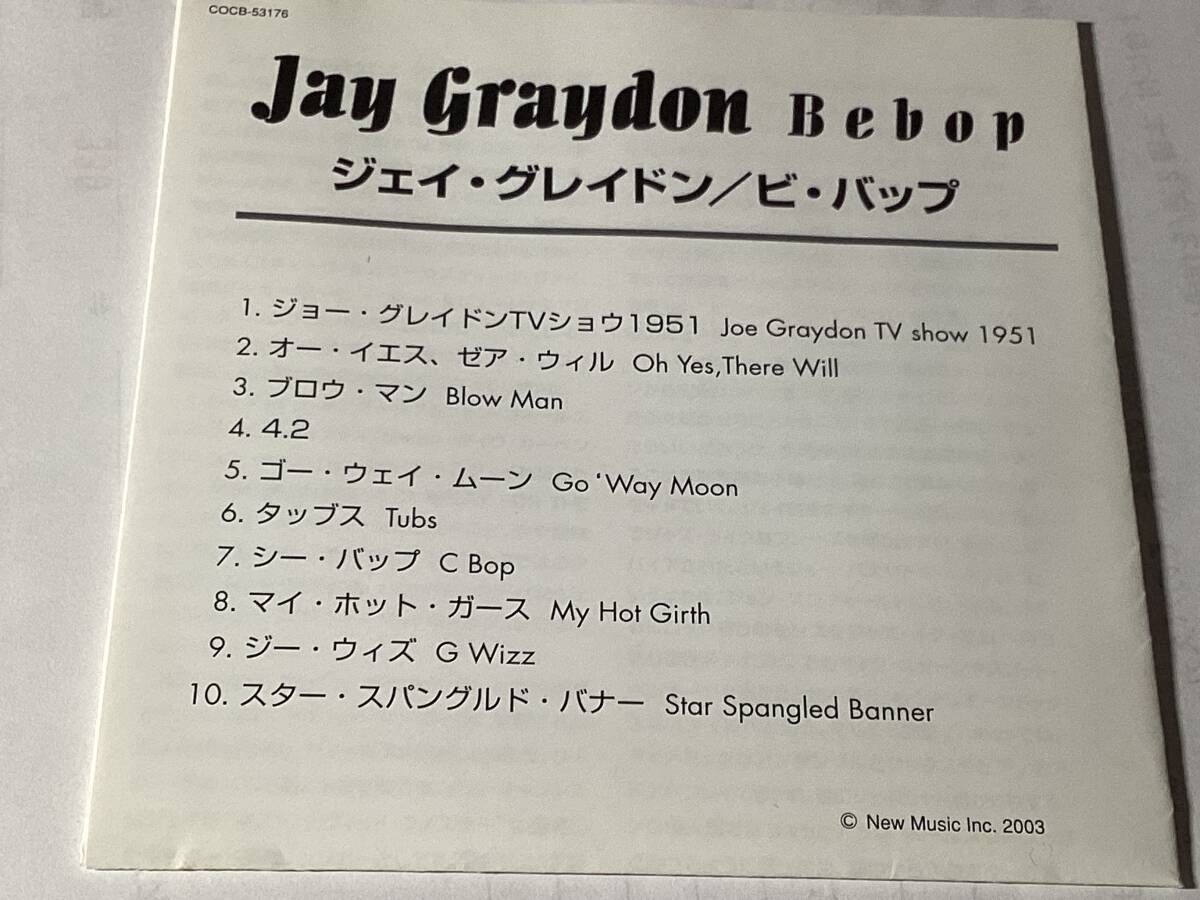 COCB-53176
Jay Graydon Bebop
ジェイ・グレイドン／ビ・バップ
1. ジョー・グレイドンTVショウ1951 Joe Graydon TV show 1951
2. オー・イエス、ゼア・ウィル Oh Yes,There Will
3. ブロウ・マン Blow Man
4. 4.2
5. ゴー・ウェイ・ムーン Go ‘Way Moon
6. タッブス Tubs
7. シー・バップ C Bop
8. マイ・ホット・ガース My Hot Girth
9. ジー・ウィズ G Wizz
10. スター・スパングルド・バナー Star Spangled Banner
© New Music Inc. 2003